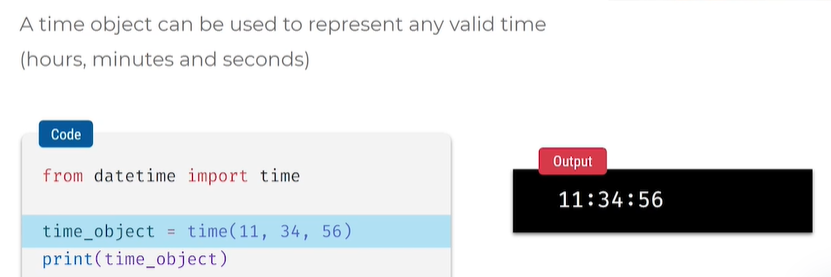 A time object can be used to represent any valid time
(hours, minutes and seconds)
Code
from datetime import time
time_object = time(11, 34, 56)
print(time_object)
Output
11:34:56